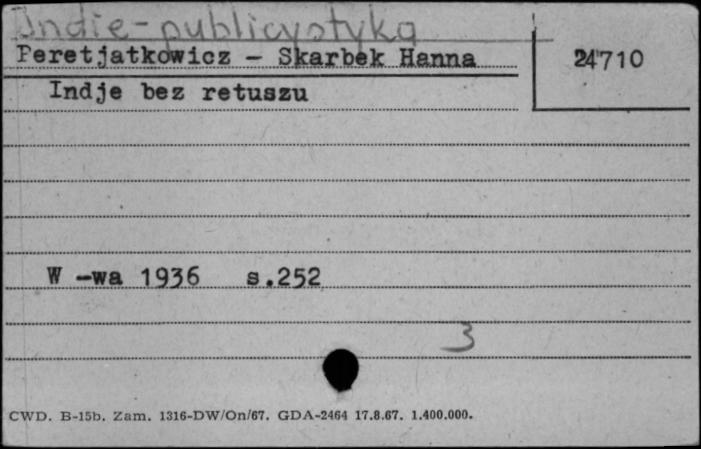 Indie - publicystyka
Peretjatkowicz - Skarbek Hanna
24710
Indje bez retuszu
W -wa 1936 s.252
3
CWD. B-15b. Zam. 1316-DW/On/67. GDA-2464 17.8.67. 1.400.000.